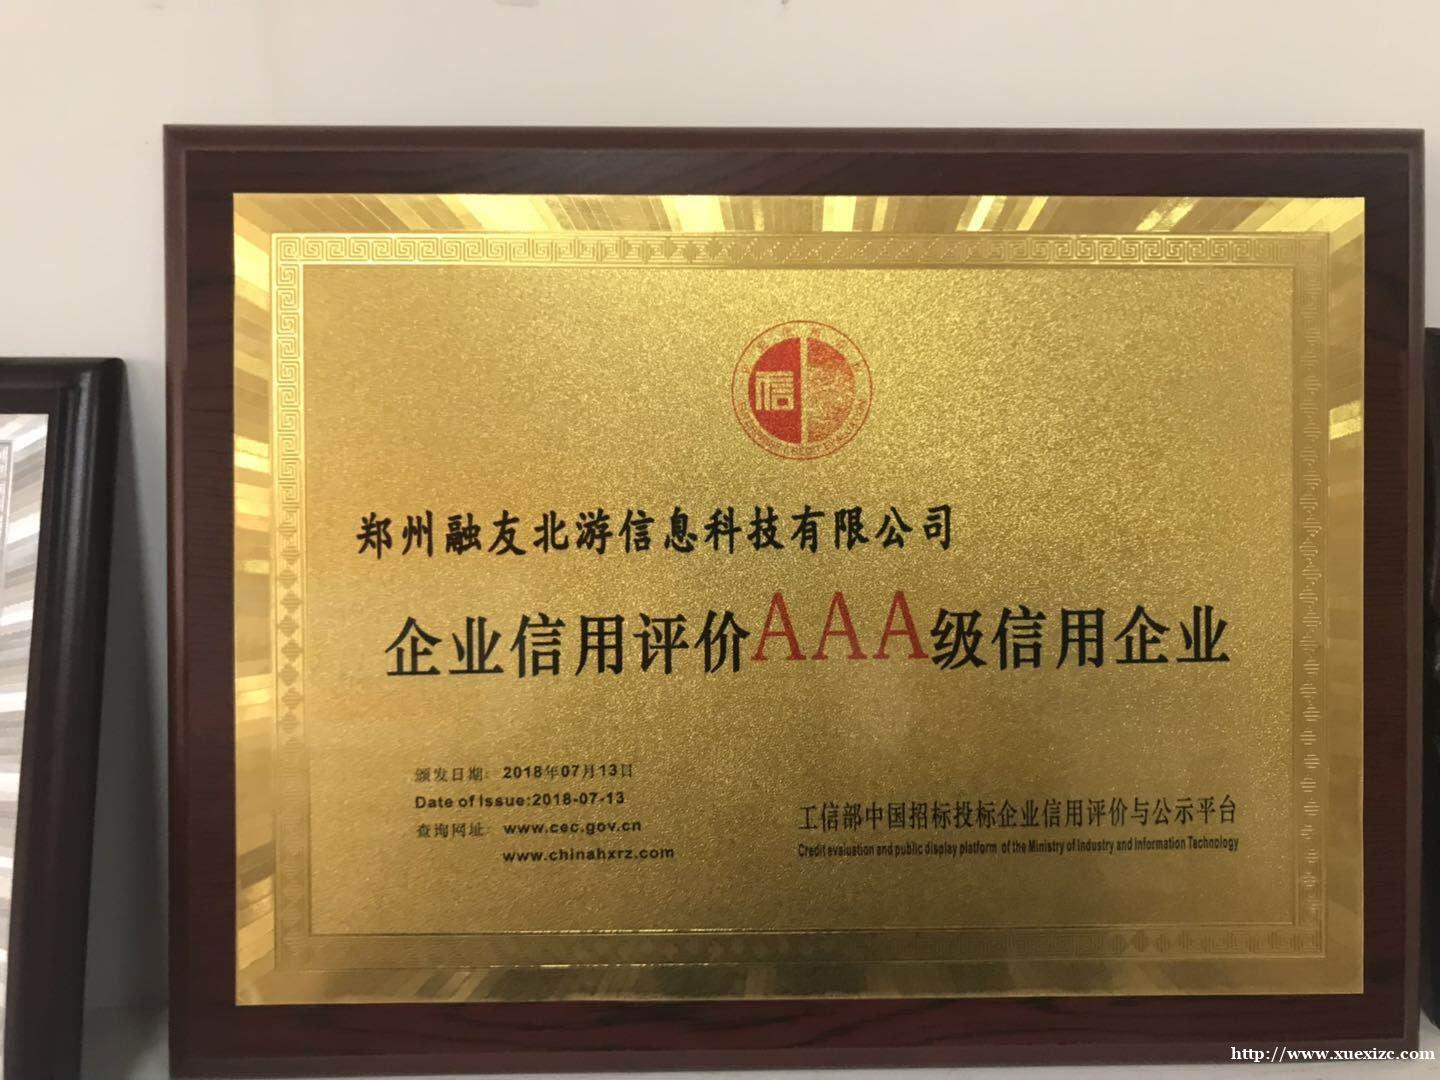 信
郑州融友北游信息科技有限公司
企业信用评价AAA级信用企业
颁发日期: 2018年07月13日
Date of Issue:2018-07-13
查询网址: www.cec.gov.cn
www.chinahxrz.com
工信部中国招标投标企业信用评价与公示平台
Credit evaluation and public display platform of the Ministry of Industry and Information Technology
http://www.xuexizc.com